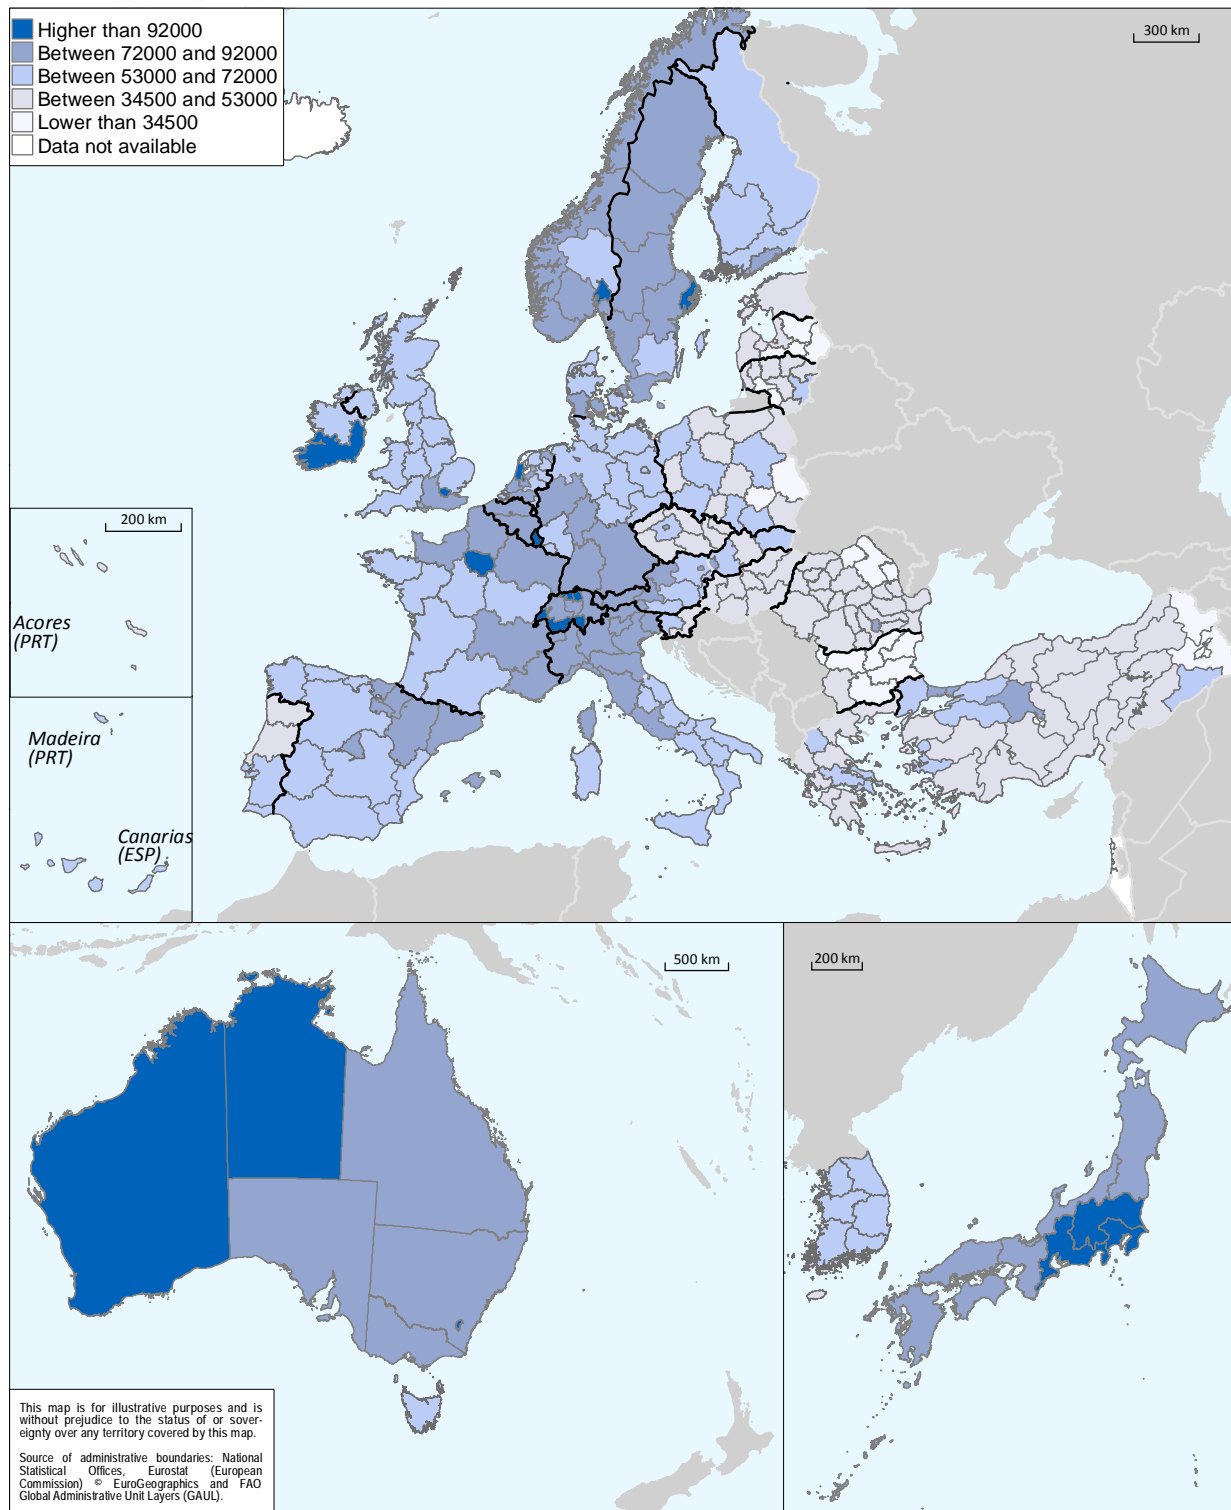 Higher than 92000
Between 72000 and 92000
Between 53000 and 72000
Between 34500 and 53000
Lower than 34500
Data not available
300 km
200 km
Acores
(PRT)
Madeira
(PRT)
Canarias
(ESP)
500 km
200 km
This map is for illustrative purposes and is
without prejudice to the status of or sover-
eignty over any territory covered by this map.
Source of administrative boundaries: National
Statistical Offices, Eurostat (European
Commission) © EuroGeographics and FAO
Global Administrative Unit Layers (GAUL).